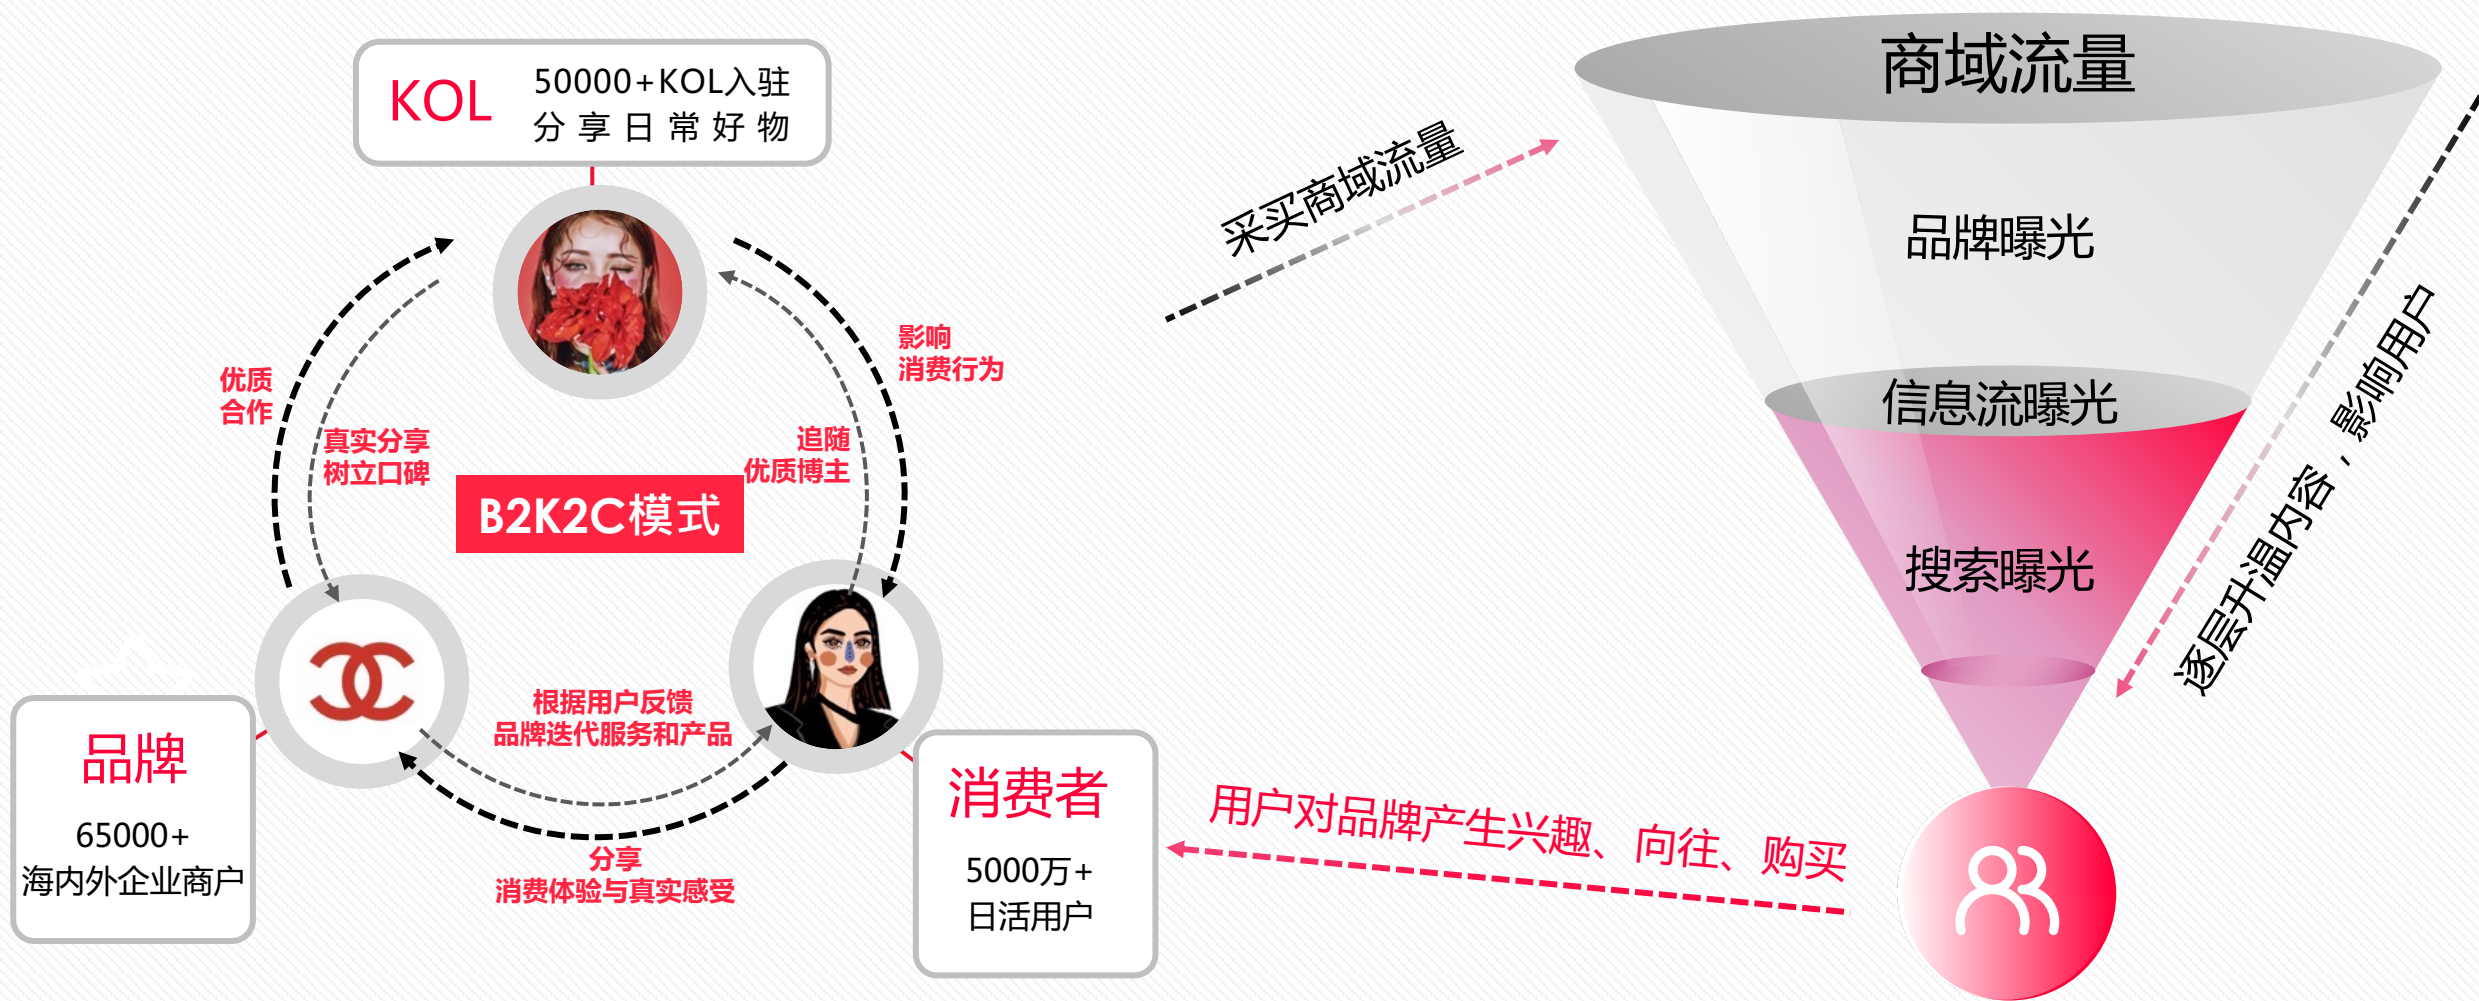 KOL
50000+KOL入驻
分享日常好物
优质
合作
真实分享
树立口碑
影响
消费行为
追随
优质博主
B2K2C模式
根据用户反馈
品牌迭代服务和产品
分享
消费体验与真实感受
品牌
65000+
海内外企业商户
消费者
5000万+
日活用户
采买商域流量
商域流量
品牌曝光
信息流曝光
搜索曝光
逐层升温内容，影响用户
用户对品牌产生兴趣、向往、购买